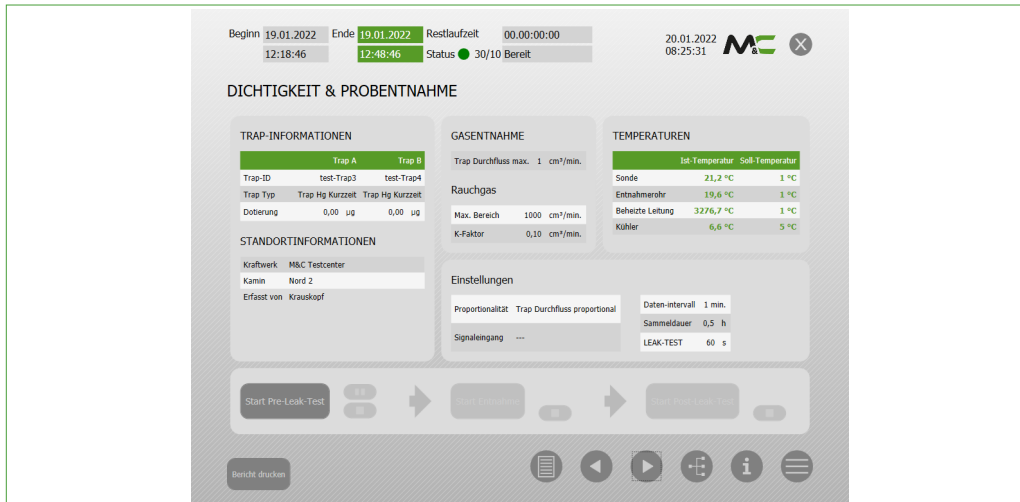 Beginn 19.01.2022 Ende 19.01.2022 Restlaufzeit 00.00:00:00
12:18:46 12:48:46 Status 30/10 Bereit
20.01.2022
08:25:31
M&C
DICHTIGKEIT & PROBENTNAHME
TRAP-INFORMATIONEN
Trap A Trap B
Trap-ID test-Trap3 test-Trap4
Trap Typ Trap Hg Kurzzeit Trap Hg Kurzzeit
Dotierung 0,00 µg 0,00 µg
STANDORTINFORMATIONEN
Kraftwerk M&C Testcenter
Kamin Nord 2
Erfasst von Krauskopf
GASENTNAHME
Trap Durchfluss max. 1 cm³/min.
Rauchgas
Max. Bereich 1000 cm³/min.
K-Faktor 0,10 cm³/min.
TEMPERATUREN
Ist-Temperatur Soll-Temperatur
Sonde 21,2 °C 1 °C
Entnahmerohr 19,6 °C 1 °C
Beheizte Leitung 3276,7 °C 1 °C
Kühler 6,6 °C 5 °C
Einstellungen
Proportionalität Trap Durchfluss proportional
Signaleingang ---
Daten-intervall 1 min.
Sammeldauer 0,5 h
LEAK-TEST 60 s
Start Pre-Leak-Test
Start Entnahme
Start Post-Leak-Test
Bericht drucken